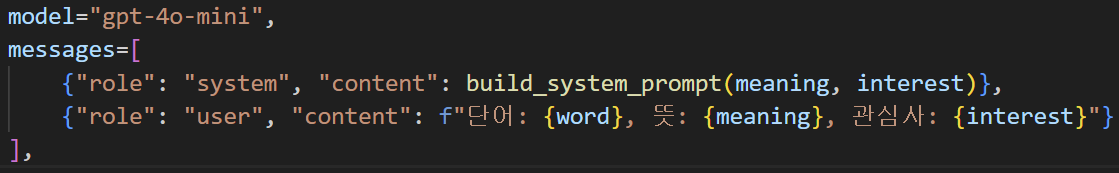 model="gpt-4o-mini",
messages=[
    {"role": "system", "content": build_system_prompt(meaning, interest)},
    {"role": "user", "content": f"단어: {word}, 뜻: {meaning}, 관심사: {interest}"}
],